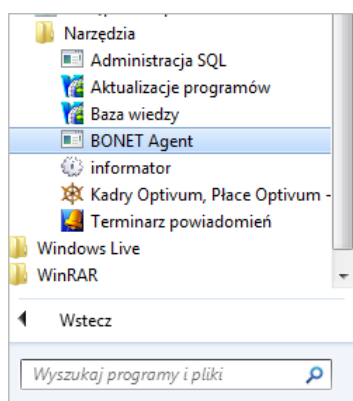 Narzędzia
Administracja SQL
Aktualizacje programów
Baza wiedzy
BONET Agent
informator
Kadry Optivum, Płace Optivum -
Terminarz powiadomień
Windows Live
WinRAR
Wstecz
Wyszukaj programy i pliki